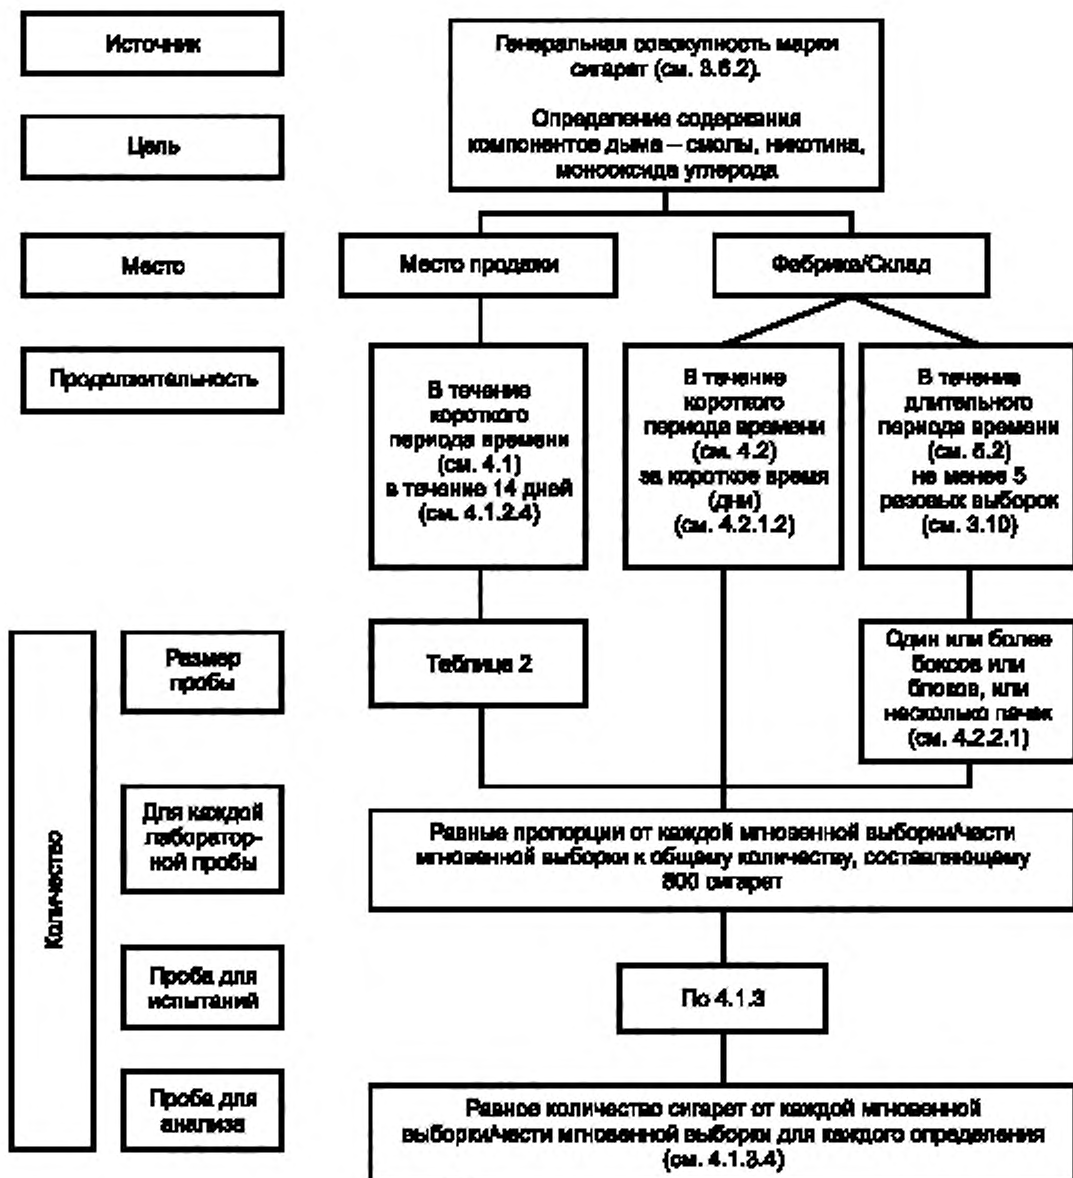 Источник
Генеральная совокупность марки
сигарет (см. 3.6.2).
Цель
Определение содержания
компонентов дыма – смолы, никотина,
монооксида углерода
Место
Место продажи
Фабрика/Склад
Продолжительность
В течение
короткого
периода времени
(см. 4.1)
в течение 14 дней
(см. 4.1.2.4)
В течение
короткого
периода времени
(см. 4.2)
за короткое время
(дни)
(см. 4.2.1.2)
В течение
длительного
периода времени
(см. 5.2)
не менее 5
разовых выборок
(см. 3.10)
Количество
Размер
пробы
Таблица 2
Один или более
боксов или
блоков, или
несколько пачек
(см. 4.2.2.1)
Для каждой
лаборатор-
ной пробы
Равные пропорции от каждой мгновенной выборки/части
мгновенной выборки к общему количеству, составляющему
сигарет
Проба для
испытаний
По 4.1.3
Проба для
анализа
Равное количество сигарет от каждой мгновенной
выборки/части мгновенной выборки для каждого определения
(см. 4.1.3.4)